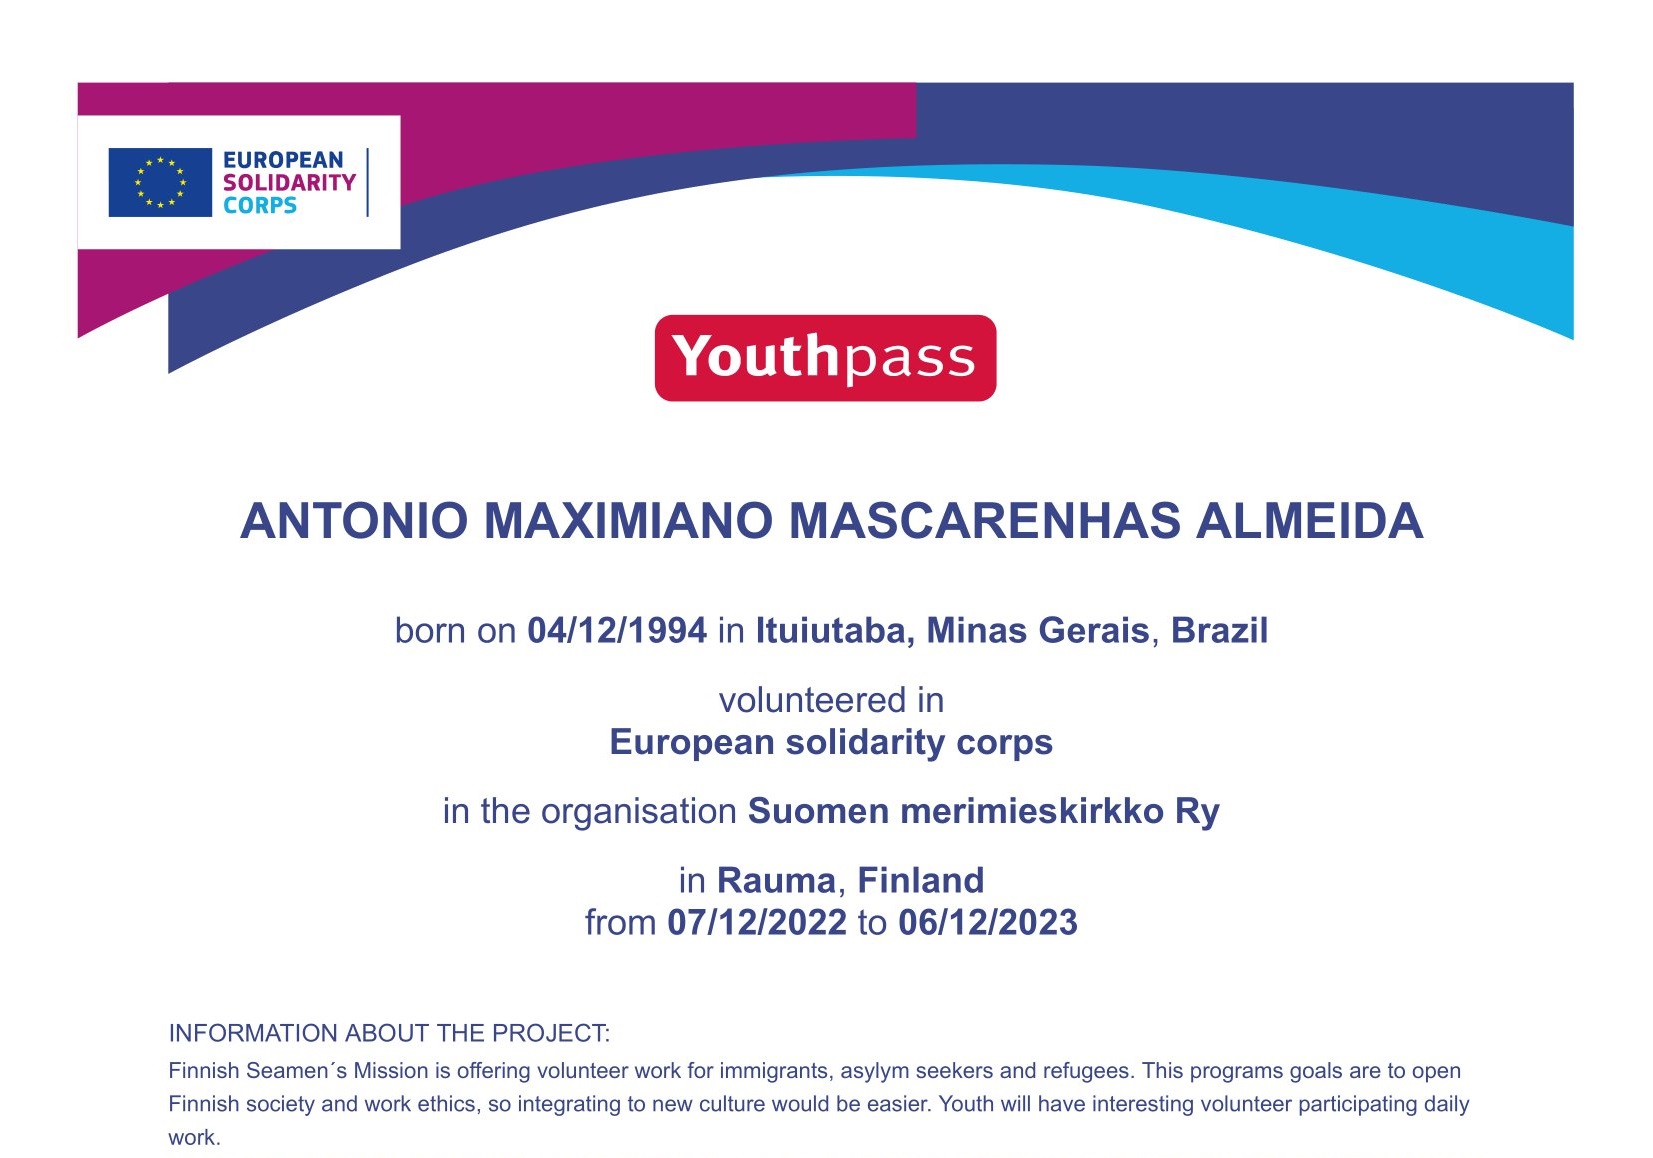 EUROPEAN
SOLIDARITY
CORPS
Youthpass
ANTONIO MAXIMIANO MASCARENHAS ALMEIDA
born on 04/12/1994 in Ituiutaba, Minas Gerais, Brazil
volunteered in
European solidarity corps
in the organisation Suomen merimieskirkko Ry
in Rauma, Finland
from 07/12/2022 to 06/12/2023
INFORMATION ABOUT THE PROJECT:
Finnish Seamen´s Mission is offering volunteer work for immigrants, asylym seekers and refugees. This programs goals are to open
Finnish society and work ethics, so integrating to new culture would be easier. Youth will have interesting volunteer participating daily
work.